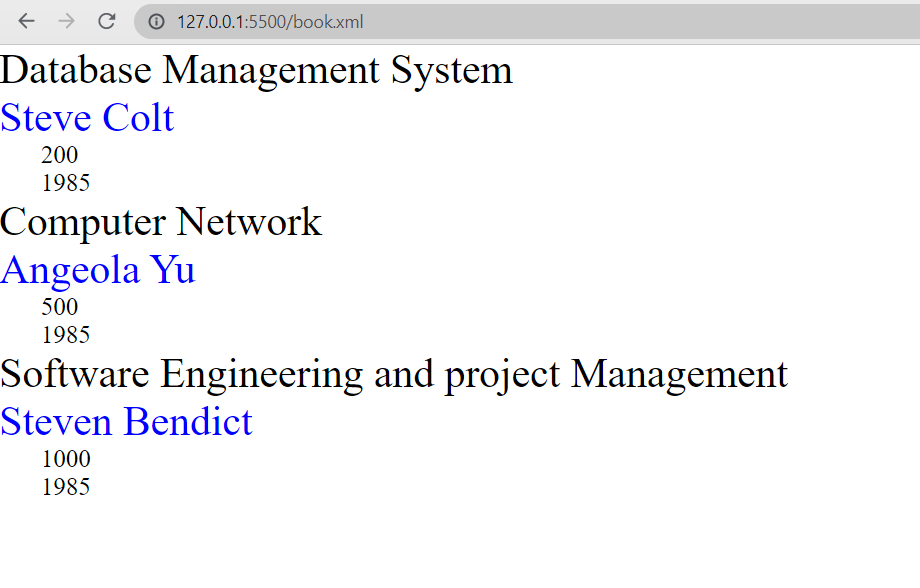 127.0.0.1:5500/book.xml
Database Management System
Steve Colt
200
1985
Computer Network
Angeola Yu
500
1985
Software Engineering and project Management
Steven Bendict
1000
1985